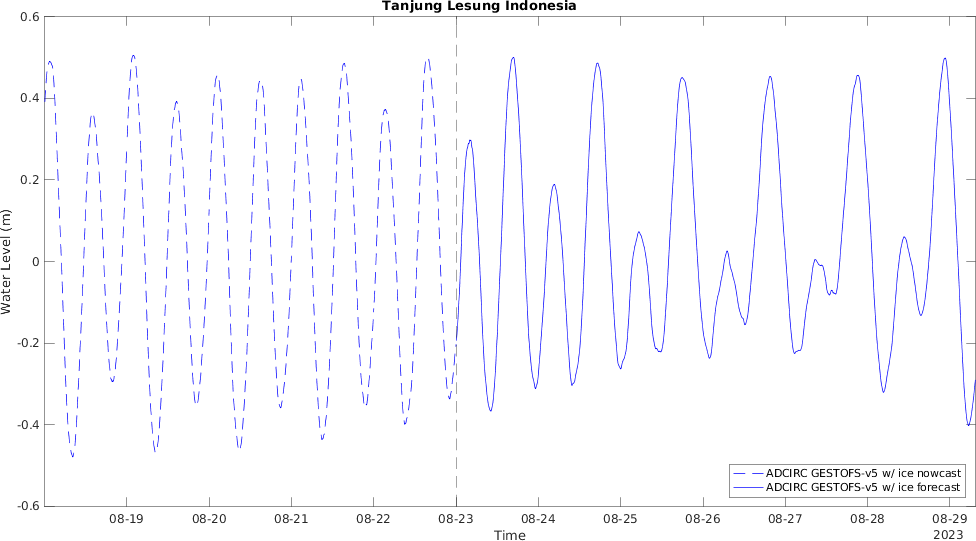 Tanjung Lesung Indonesia
Water Level (m)
0.6
0.4
0.2
0
-0.2
-0.4
-0.6
ADCIRC GESTOFS-v5 w/ ice nowcast
ADCIRC GESTOFS-v5 w/ ice forecast
08-19 08-20 08-21 08-22 08-23 08-24 08-25 08-26 08-27 08-28 08-29
2023
Time